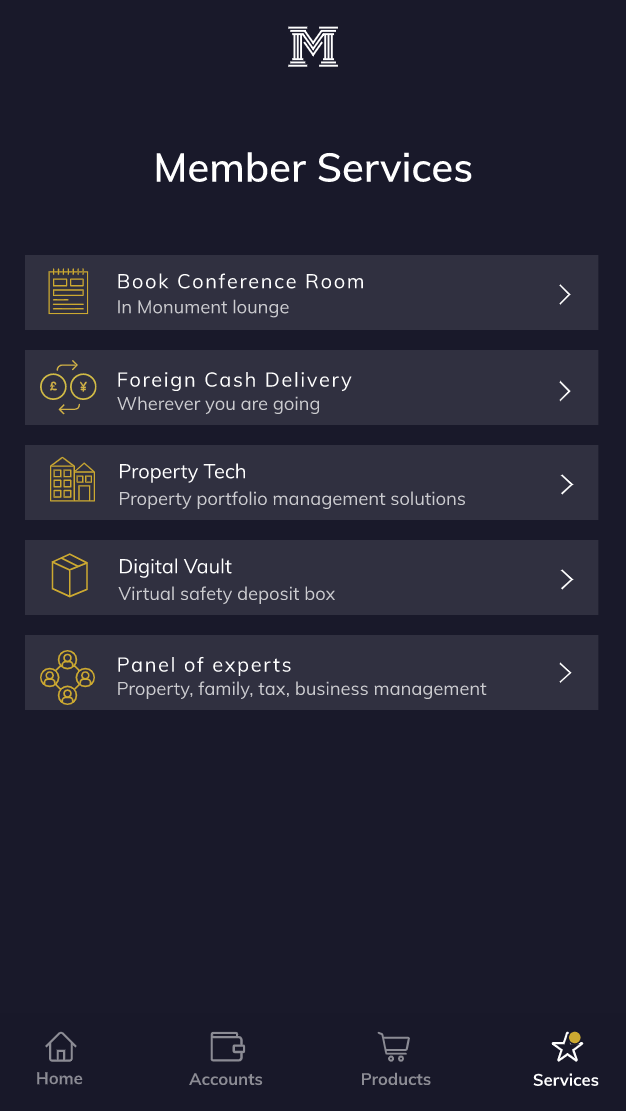 M
Member Services
Book Conference Room
In Monument lounge
£ ¥
Foreign Cash Delivery
Wherever you are going
Property Tech
Property portfolio management solutions
Digital Vault
Virtual safety deposit box
Panel of experts
Property, family, tax, business management
Home
Accounts
Products
Services